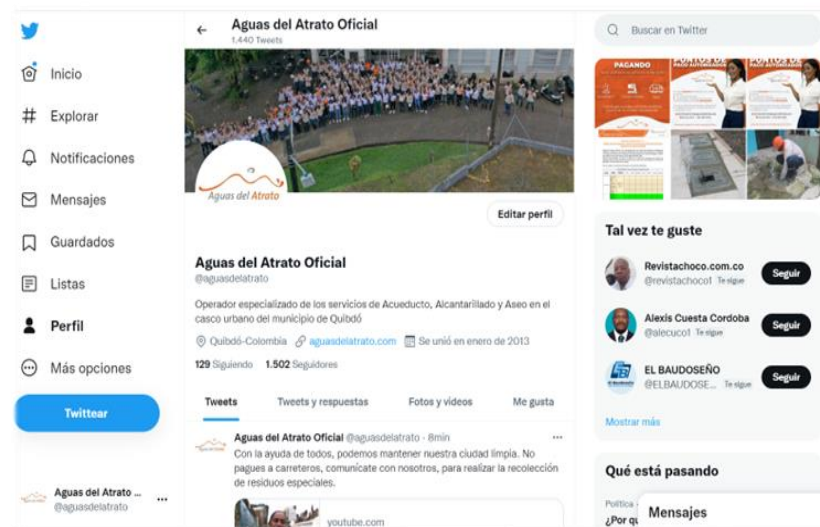 Inicio
Explorar
Notificaciones
Mensajes
Guardados
Listas
Perfil
Más opciones
Twittear
Aguas del Atrato ...
@aguasdelatrato
Aguas del Atrato Oficial
1.440 Tweets
Aguas del Atrato
Editar perfil
Aguas del Atrato Oficial
@aguasdelatrato
Operador especializado de los servicios de Acueducto, Alcantarillado y Aseo en el
casco urbano del municipio de Quibdó
Quibdó-Colombia aguasdelatrato.com Se unió en enero de 2013
129 Siguiendo 1.502 Seguidores
Tweets Tweets y respuestas Fotos y videos Me gusta
Aguas del Atrato Oficial @aguasdelatrato · 8min
Con la ayuda de todos, podemos mantener nuestra ciudad limpia. No
pagues a carreteros, comunícate con nosotros, para realizar la recolección
de residuos especiales.
youtube.com
Buscar en Twitter
PAGANDO
Tal vez te guste
Revistachoco.com.co
@revistachoco1 Te sigue
Seguir
Alexis Cuesta Cordoba
@alecuco1 Te sigue
Seguir
EL BAUDOSEÑO
@ELBAUDOSE... Te sigue
Seguir
Mostrar más
Qué está pasando
Política
¿Por qu
Mensajes